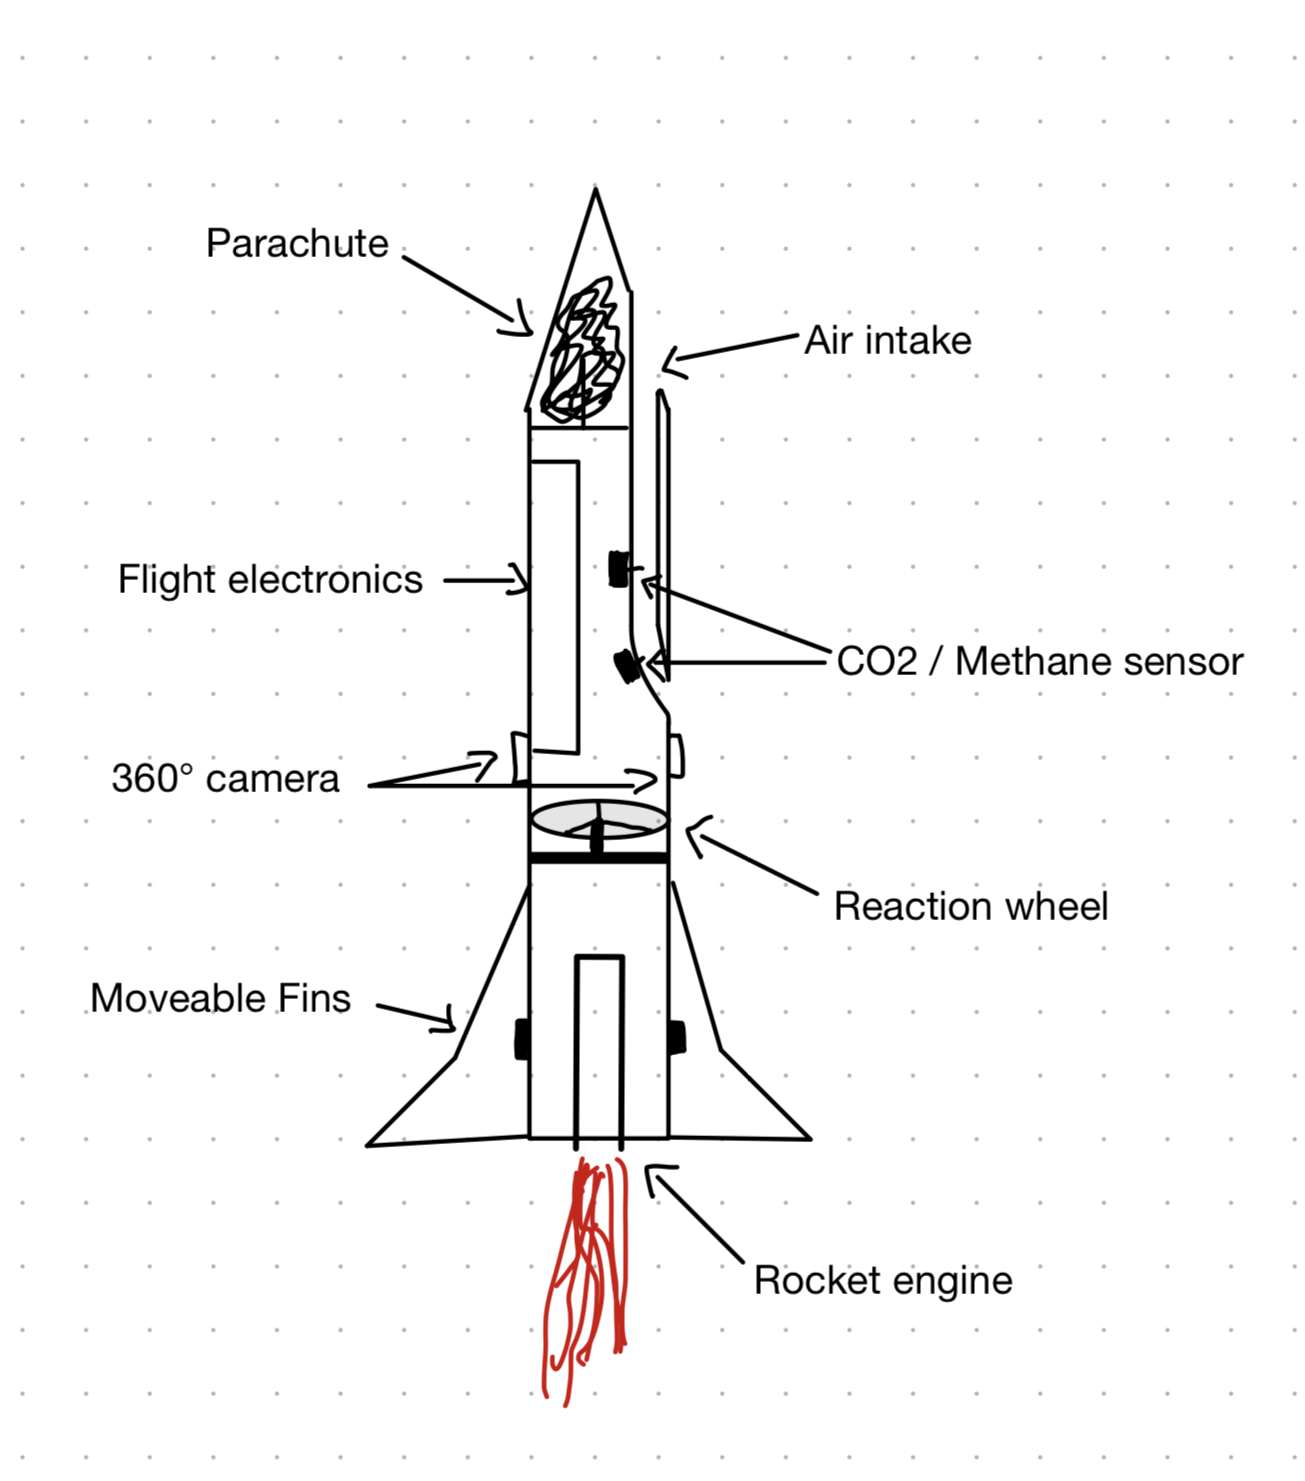 Parachute
Air intake
Flight electronics
CO2 / Methane sensor
360° camera
Reaction wheel
Moveable Fins
Rocket engine